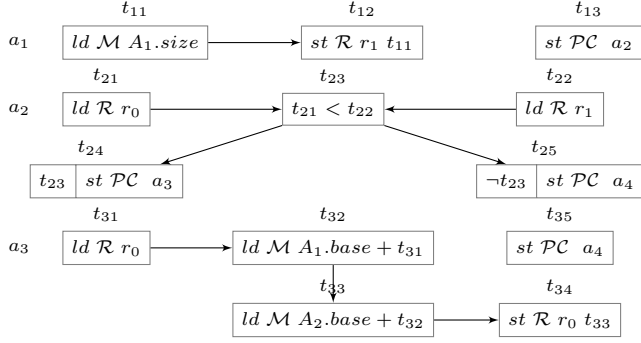 t₁₁ t₁₂ t₁₃
a₁ ld ℳ A₁.size st ℛ r₁ t₁₁ st 𝒫𝒞 a₂
t₂₁ t₂₃ t₂₂
a₂ ld ℛ r₀ t₂₁ < t₂₂ ld ℛ r₁
t₂₄ t₂₅
t₂₃ st 𝒫𝒞 a₃ ¬t₂₃ st 𝒫𝒞 a₄
t₃₁ t₃₂ t₃₅
a₃ ld ℛ r₀ ld ℳ A₁.base + t₃₁ st 𝒫𝒞 a₄
t₃₃ t₃₄
ld ℳ A₂.base + t₃₂ st ℛ r₀ t₃₃